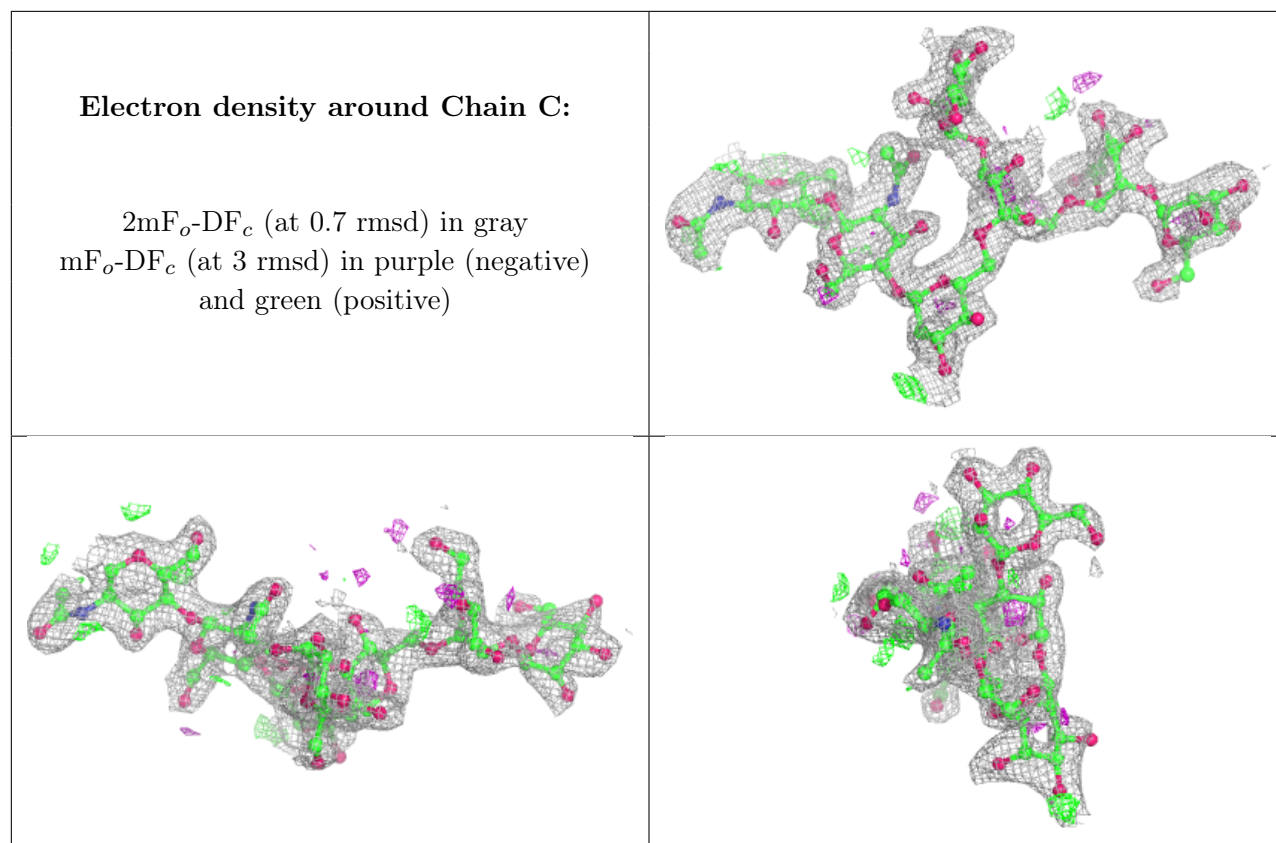 Electron density around Chain C:
2mFₒ-DF𝒸 (at 0.7 rmsd) in gray
mFₒ-DF𝒸 (at 3 rmsd) in purple (negative)
and green (positive)